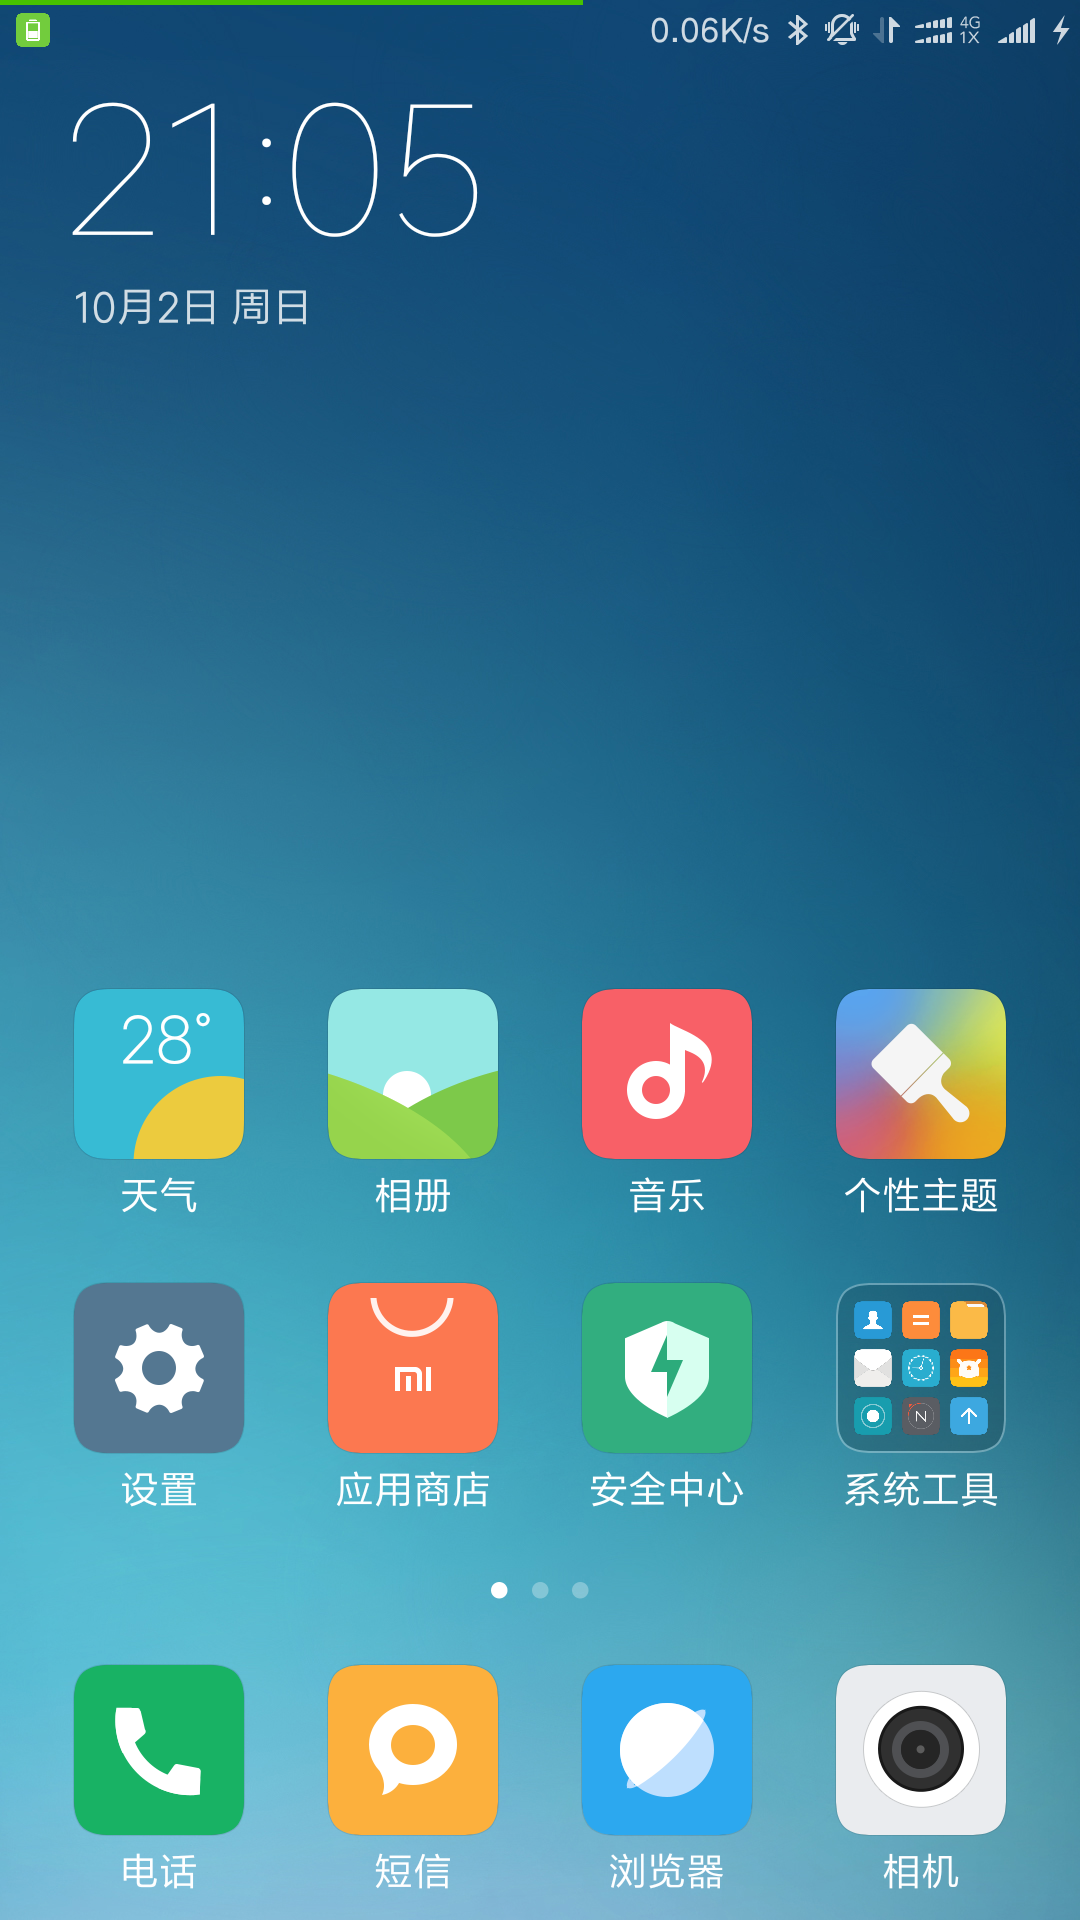 0.06K/s 4G 1X
21:05
10月2日 周日
28°
天气 相册 音乐 个性主题
mi
N
设置 应用商店 安全中心 系统工具
电话 短信 浏览器 相机